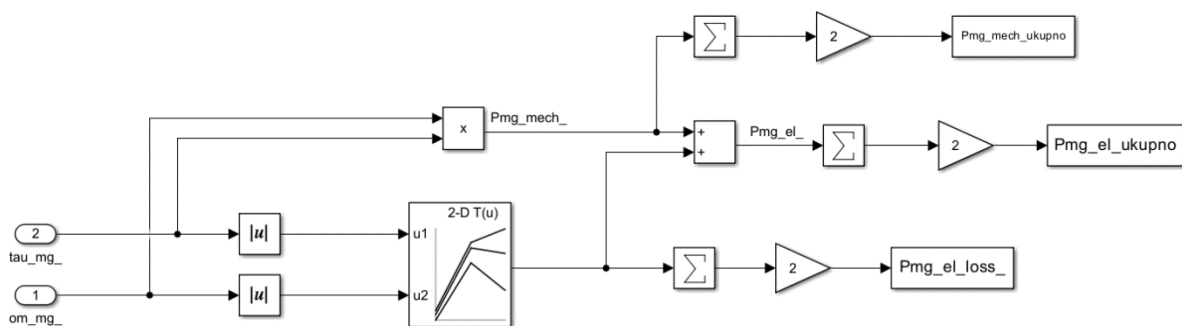 2
Pmg_mech_ukupno
x
Pmg_mech_
+
+
Pmg_el_
2
Pmg_el_ukupno
2-D T(u)
2
tau_mg_
|u|
u1
1
om_mg_
|u|
u2
2
Pmg_el_loss_